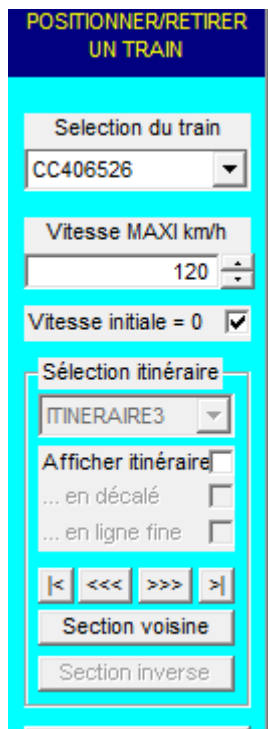 POSITIONNER/RETIRER
UN TRAIN
Selection du train
CC406526
Vitesse MAXI km/h
120
Vitesse initiale = 0
Sélection itinéraire
ITINERAIRE3
Afficher itinéraire
... en décalé
... en ligne fine
|< <<< >>> >|
Section voisine
Section inverse